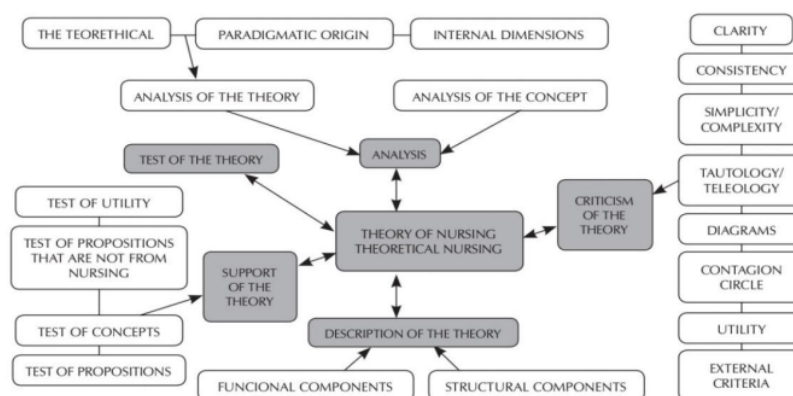 THE TEORETHICAL
PARADIGMATIC ORIGIN
INTERNAL DIMENSIONS
ANALYSIS OF THE THEORY
ANALYSIS OF THE CONCEPT
TEST OF THE THEORY
ANALYSIS
TEST OF UTILITY
TEST OF PROPOSITIONS
THAT ARE NOT FROM
NURSING
TEST OF CONCEPTS
TEST OF PROPOSITIONS
SUPPORT
OF THE
THEORY
THEORY OF NURSING
THEORETICAL NURSING
CRITICISM
OF THE
THEORY
DESCRIPTION OF THE THEORY
FUNCIONAL COMPONENTS
STRUCTURAL COMPONENTS
CLARITY
CONSISTENCY
SIMPLICITY/
COMPLEXITY
TAUTOLOGY/
TELEOLOGY
DIAGRAMS
CONTAGION
CIRCLE
UTILITY
EXTERNAL
CRITERIA